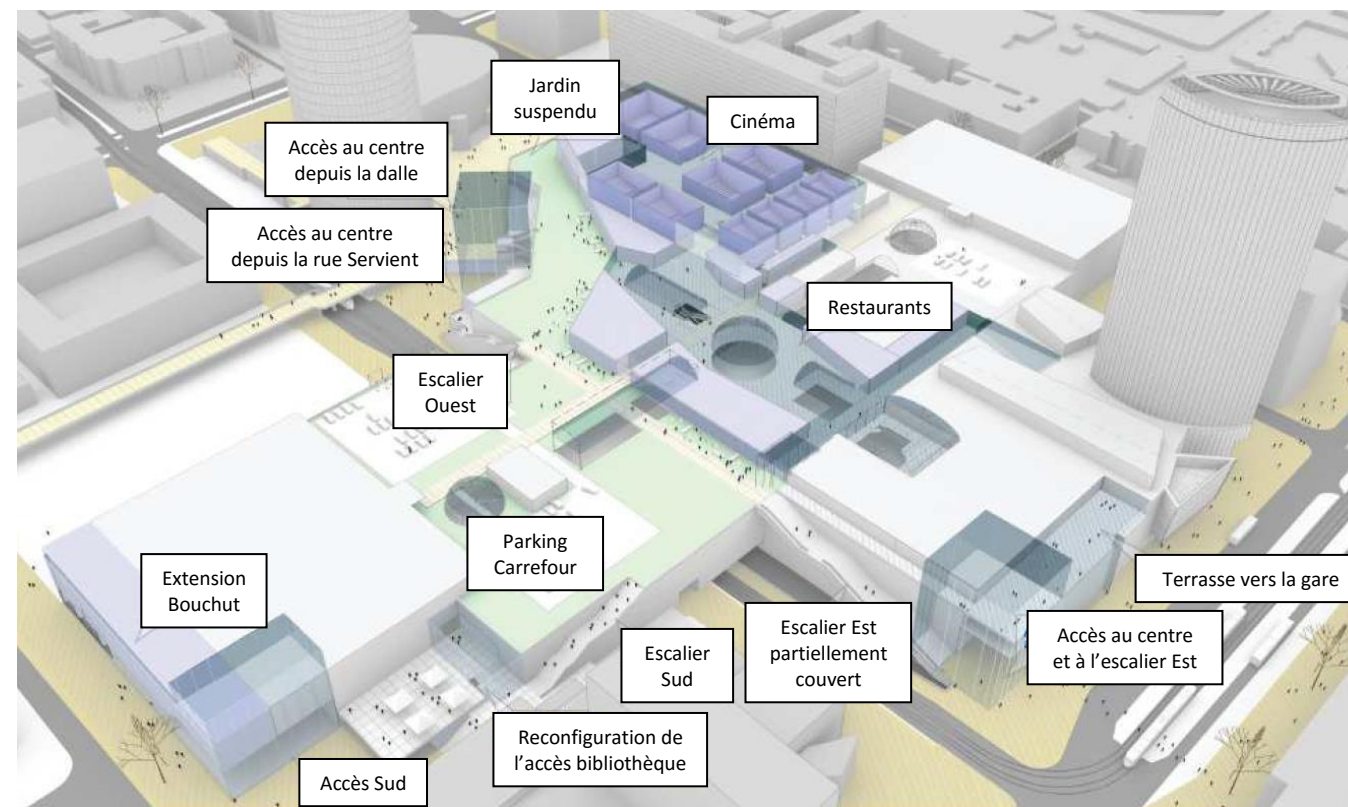 Jardin
suspendu
Cinéma
Accès au centre
depuis la dalle
Accès au centre
depuis la rue Servient
Restaurants
Escalier
Ouest
Parking
Carrefour
Extension
Bouchut
Terrasse vers la gare
Escalier Est
partiellement
couvert
Accès au centre
et à l’escalier Est
Escalier
Sud
Reconfiguration de
l’accès bibliothèque
Accès Sud